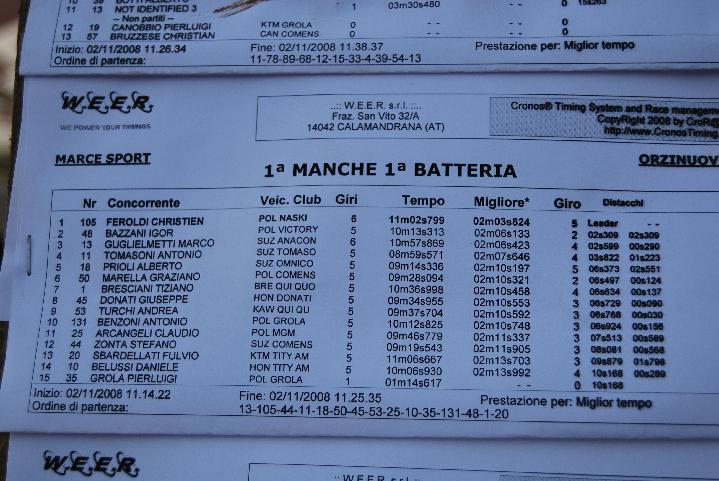 11 13 NOT IDENTIFIED 3 1 03m30s480 - - 0 15s263
-- Non partiti --
12 19 CANOBBIO PIERLUIGI KTM GROLA - - 0
13 57 BRUZZESE CHRISTIAN CAN COMENS - - 0
Inizio: 02/11/2008 11.26.34 Fine: 02/11/2008 11.38.37 Prestazione per: Miglior tempo
Ordine di partenza: 11-78-89-68-12-15-33-4-39-54-13
W.E.E.R.
WE POWER YOUR TIMINGS
..:: W.E.E.R s.r.l. ::..
Fraz. San Vito 32/A
14042 CALAMANDRANA (AT)
Cronos® Timing System and Race managem
CopyRight 2008 by CroR@
http://www.CronosTiming
MARCE SPORT ORZINUOV
1ª MANCHE 1ª BATTERIA
Nr Concorrente Veic. Club Giri Tempo Migliore* Giro Distacchi
1 105 FEROLDI CHRISTIEN POL NASKI 6 11m02s799 02m03s824 5 Leader - -
2 48 BAZZANI IGOR POL VICTORY 5 10m13s313 02m06s133 2 02s309 02s309
3 13 GUGLIELMETTI MARCO SUZ ANACON 6 10m57s869 02m06s423 4 02s599 00s290
4 11 TOMASONI ANTONIO SUZ TOMASO 4 08m59s571 02m07s646 4 03s822 01s223
5 18 PRIOLI ALBERTO SUZ OMNICO 5 09m14s336 02m10s197 5 06s373 02s551
6 50 MARELLA GRAZIANO POL COMENS 5 09m28s094 02m10s321 2 06s497 00s124
7 1 BRESCIANI TIZIANO BRE QUI QUO 5 10m36s998 02m10s458 4 06s634 00s137
8 45 DONATI GIUSEPPE HON DONATI 5 09m34s955 02m10s553 3 06s729 00s090
9 53 TURCHI ANDREA KAW QUI QU 5 09m37s704 02m10s592 3 06s768 00s030
10 131 BENZONI ANTONIO POL GROLA 5 10m12s825 02m10s748 3 06s924 00s156
11 25 ARCANGELI CLAUDIO POL MGM 5 09m46s779 02m11s337 3 07s513 00s589
12 44 ZONTA STEFANO SUZ COMENS 5 09m19s543 02m11s905 3 08s081 00s568
13 20 SBARDELLATI FULVIO KTM TITY AM 5 11m06s667 02m13s703 3 09s879 01s798
14 10 BELUSSI DANIELE HON TITY AM 5 10m06s930 02m13s992 4 10s168 00s289
15 35 GROLA PIERLUIGI POL GROLA 1 01m14s617 - - 0 10s168
Inizio: 02/11/2008 11.14.22 Fine: 02/11/2008 11.25.35 Prestazione per: Miglior tempo
Ordine di partenza: 13-105-44-11-18-50-45-53-25-10-35-131-48-1-20
W.E.E.R.